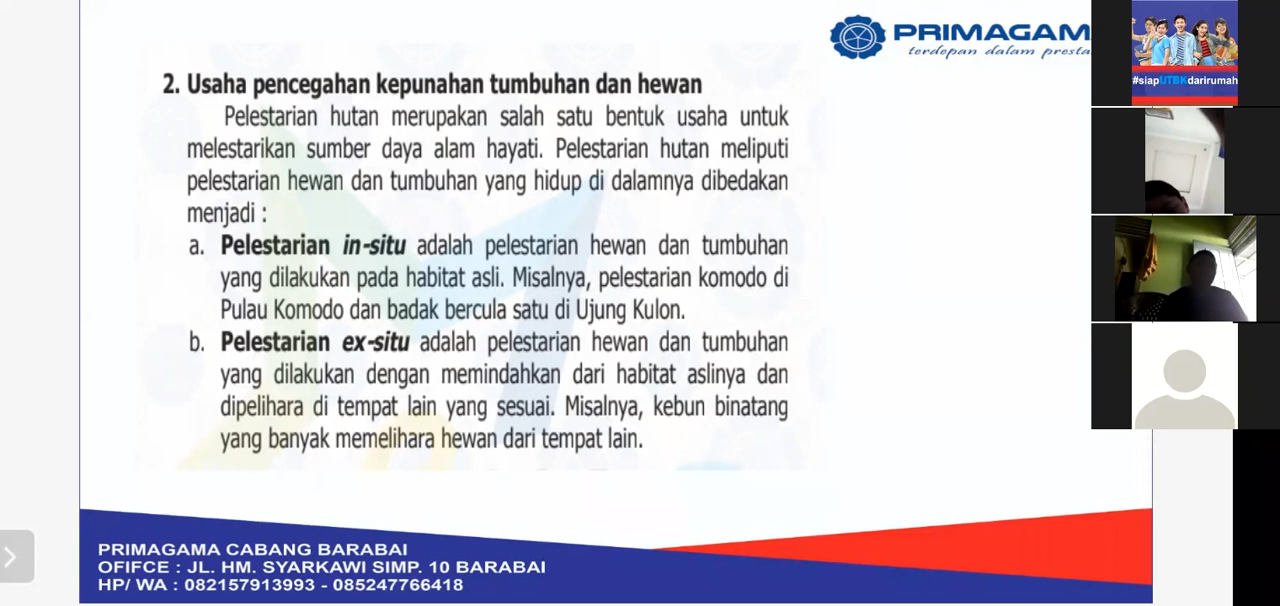 PRIMAGAM
terdepan dalam presta
#siapUTBKdarirumah
2. Usaha pencegahan kepunahan tumbuhan dan hewan
Pelestarian hutan merupakan salah satu bentuk usaha untuk
melestarikan sumber daya alam hayati. Pelestarian hutan meliputi
pelestarian hewan dan tumbuhan yang hidup di dalamnya dibedakan
menjadi :
a. Pelestarian in-situ adalah pelestarian hewan dan tumbuhan
yang dilakukan pada habitat asli. Misalnya, pelestarian komodo di
Pulau Komodo dan badak bercula satu di Ujung Kulon.
b. Pelestarian ex-situ adalah pelestarian hewan dan tumbuhan
yang dilakukan dengan memindahkan dari habitat aslinya dan
dipelihara di tempat lain yang sesuai. Misalnya, kebun binatang
yang banyak memelihara hewan dari tempat lain.
PRIMAGAMA CABANG BARABAI
OFIFCE : JL. HM. SYARKAWI SIMP. 10 BARABAI
HP/ WA : 082157913993 - 085247766418